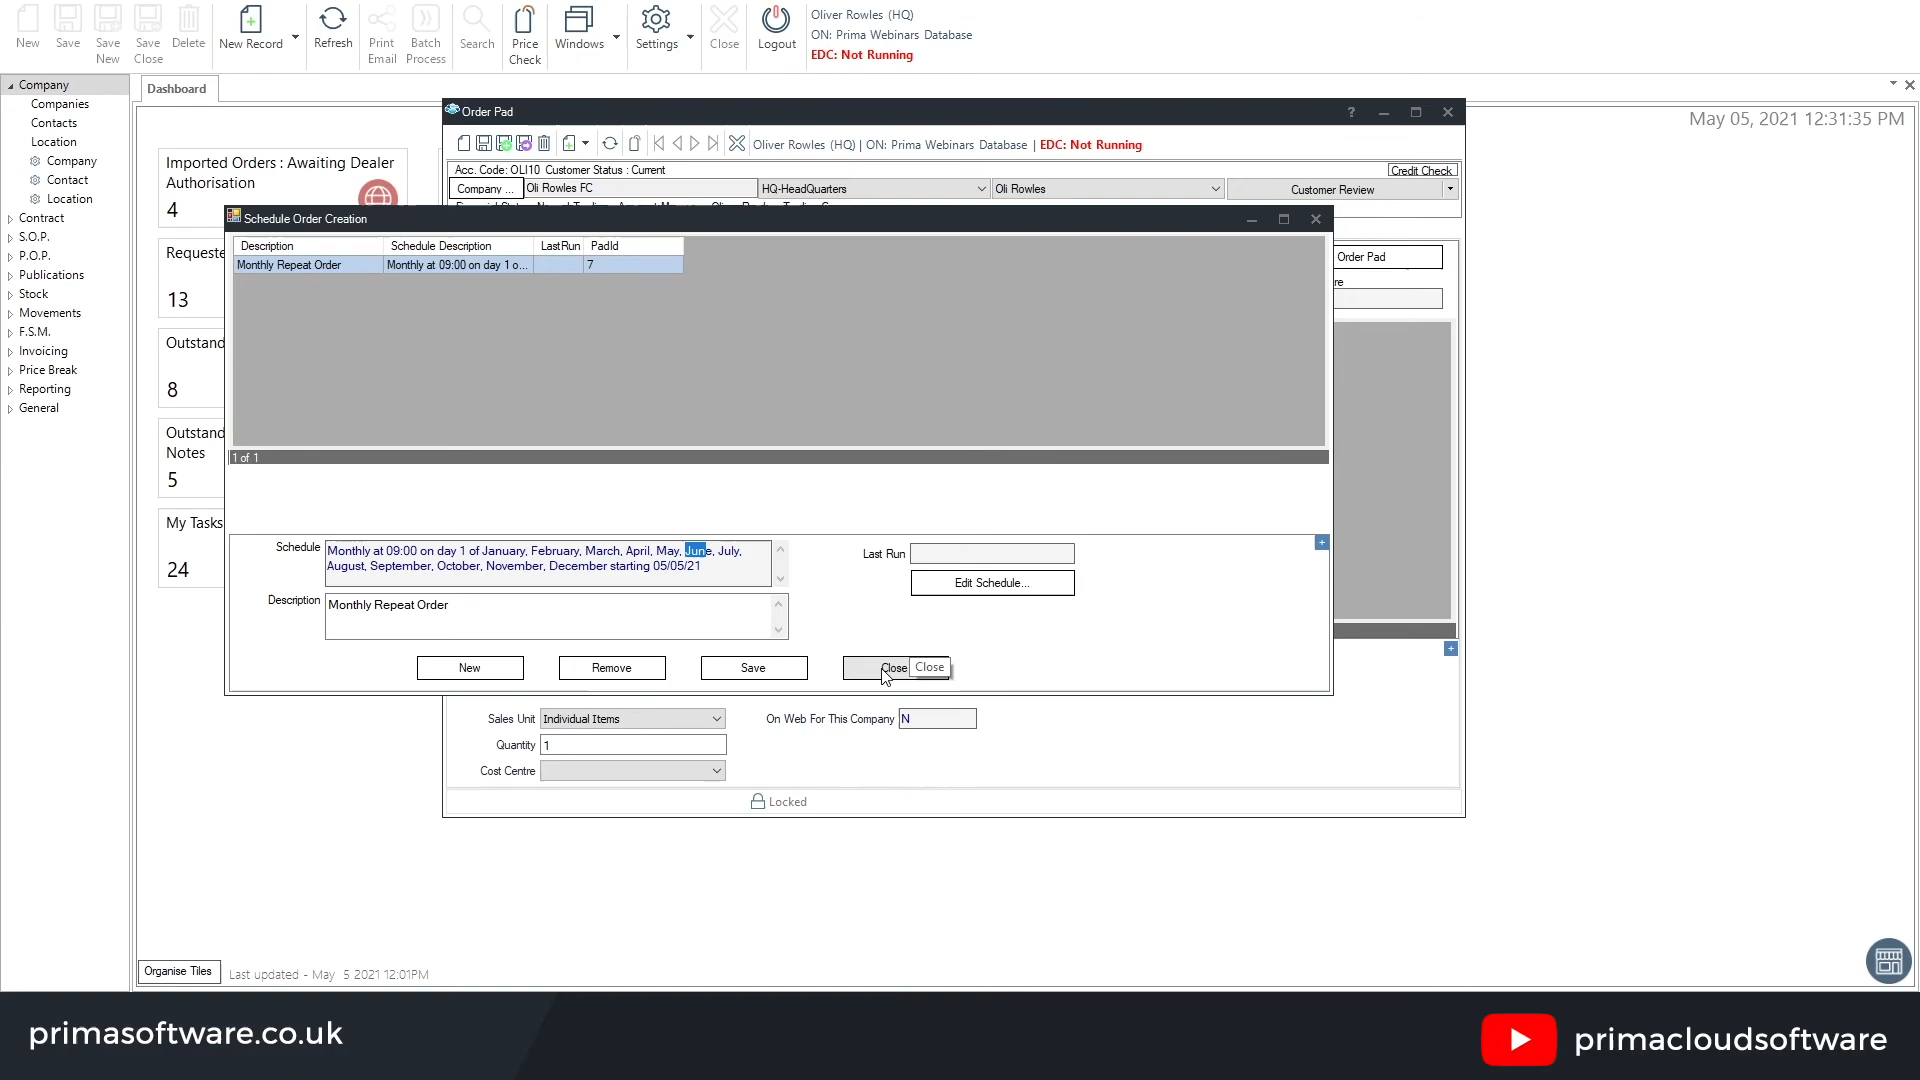 New
Save
Save
New
Save
Close
Delete
New Record
Refresh
Print
Email
Batch
Process
Search
Price
Check
Windows
Settings
Close
Logout
Oliver Rowles (HQ)
ON: Prima Webinars Database
EDC: Not Running
Company
Companies
Contacts
Location
Company
Contact
Location
Contract
S.O.P.
P.O.P.
Publications
Stock
Movements
F.S.M.
Invoicing
Price Break
Reporting
General
Dashboard
May 05, 2021 12:31:35 PM
Imported Orders : Awaiting Dealer
Authorisation
4
Requeste
13
Outstand
8
Outstand
Notes
5
My Tasks
24
Order Pad
Oliver Rowles (HQ) | ON: Prima Webinars Database | EDC: Not Running
Acc. Code: OLI10 Customer Status : Current
Credit Check
Company ...
Oli Rowles FC
HQ-HeadQuarters
Oli Rowles
Customer Review
Order Pad
re
Schedule Order Creation
Description
Schedule Description
LastRun
PadId
Monthly Repeat Order
Monthly at 09:00 on day 1 o...
7
1 of 1
Schedule
Monthly at 09:00 on day 1 of January, February, March, April, May, June, July,
August, September, October, November, December starting 05/05/21
Last Run
Edit Schedule...
Description
Monthly Repeat Order
New
Remove
Save
Close
Close
Sales Unit
Individual Items
On Web For This Company
N
Quantity
1
Cost Centre
Locked
Organise Tiles
Last updated - May 5 2021 12:01PM
primasoftware.co.uk
primacloudsoftware